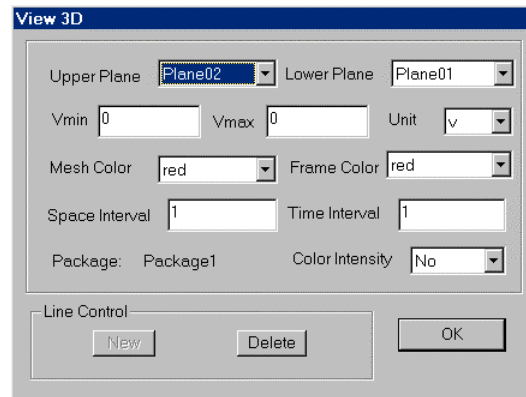 View 3D
Upper Plane Plane02 Lower Plane Plane01
Vmin 0 Vmax 0 Unit v
Mesh Color red Frame Color red
Space Interval 1 Time Interval 1
Package: Package1 Color Intensity No
Line Control
New Delete OK